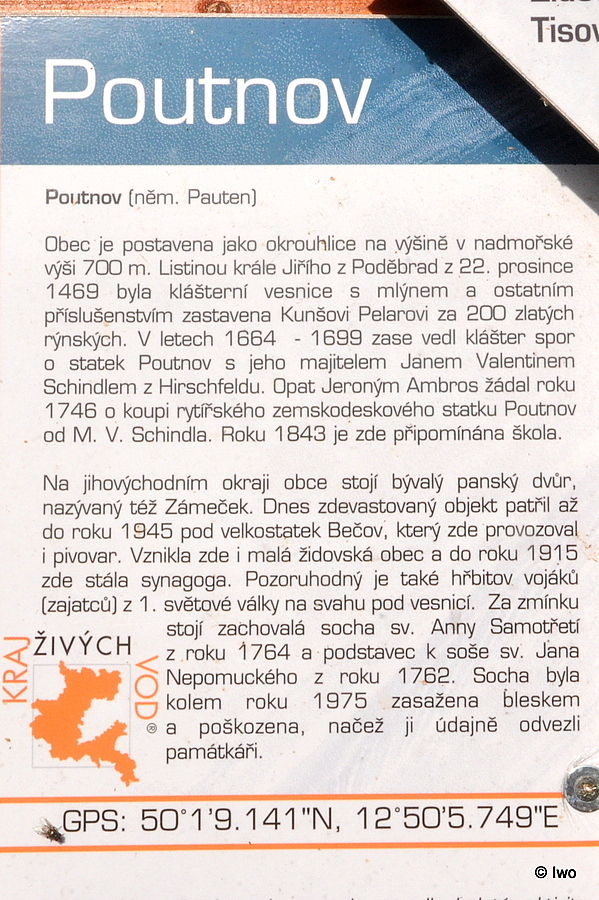 Tisov
Poutnov
Poutnov (něm. Pauten)
Obec je postavena jako okrouhlice na výšině v nadmořské
výši 700 m. Listinou krále Jiřího z Poděbrad z 22. prosince
1469 byla klášterní vesnice s mlýnem a ostatním
příslušenstvím zastavena Kunšovi Pelarovi za 200 zlatých
rýnských. V letech 1664 - 1699 zase vedl klášter spor
o statek Poutnov s jeho majitelem Janem Valentinem
Schindlem z Hirschfeldu. Opat Jeroným Ambros žádal roku
1746 o koupi rytířského zemskodeskového statku Poutnov
od M. V. Schindla. Roku 1843 je zde připomínána škola.
Na jihovýchodním okraji obce stojí bývalý panský dvůr,
nazývaný též Zámeček. Dnes zdevastovaný objekt patřil až
do roku 1945 pod velkostatek Bečov, který zde provozoval
i pivovar. Vznikla zde i malá židovská obec a do roku 1915
zde stála synagoga. Pozoruhodný je také hřbitov vojáků
(zajatců) z 1. světové války na svahu pod vesnicí. Za zmínku
stojí zachovalá socha sv. Anny Samotřetí
z roku 1764 a podstavec k soše sv. Jana
Nepomuckého z roku 1762. Socha byla
kolem roku 1975 zasažena bleskem
a poškozena, načež ji údajně odvezli
památkáři.
KRAJ
ŽIVÝCH
VOD®
GPS: 50°1'9.141"N, 12°50'5.749"E
© lwo